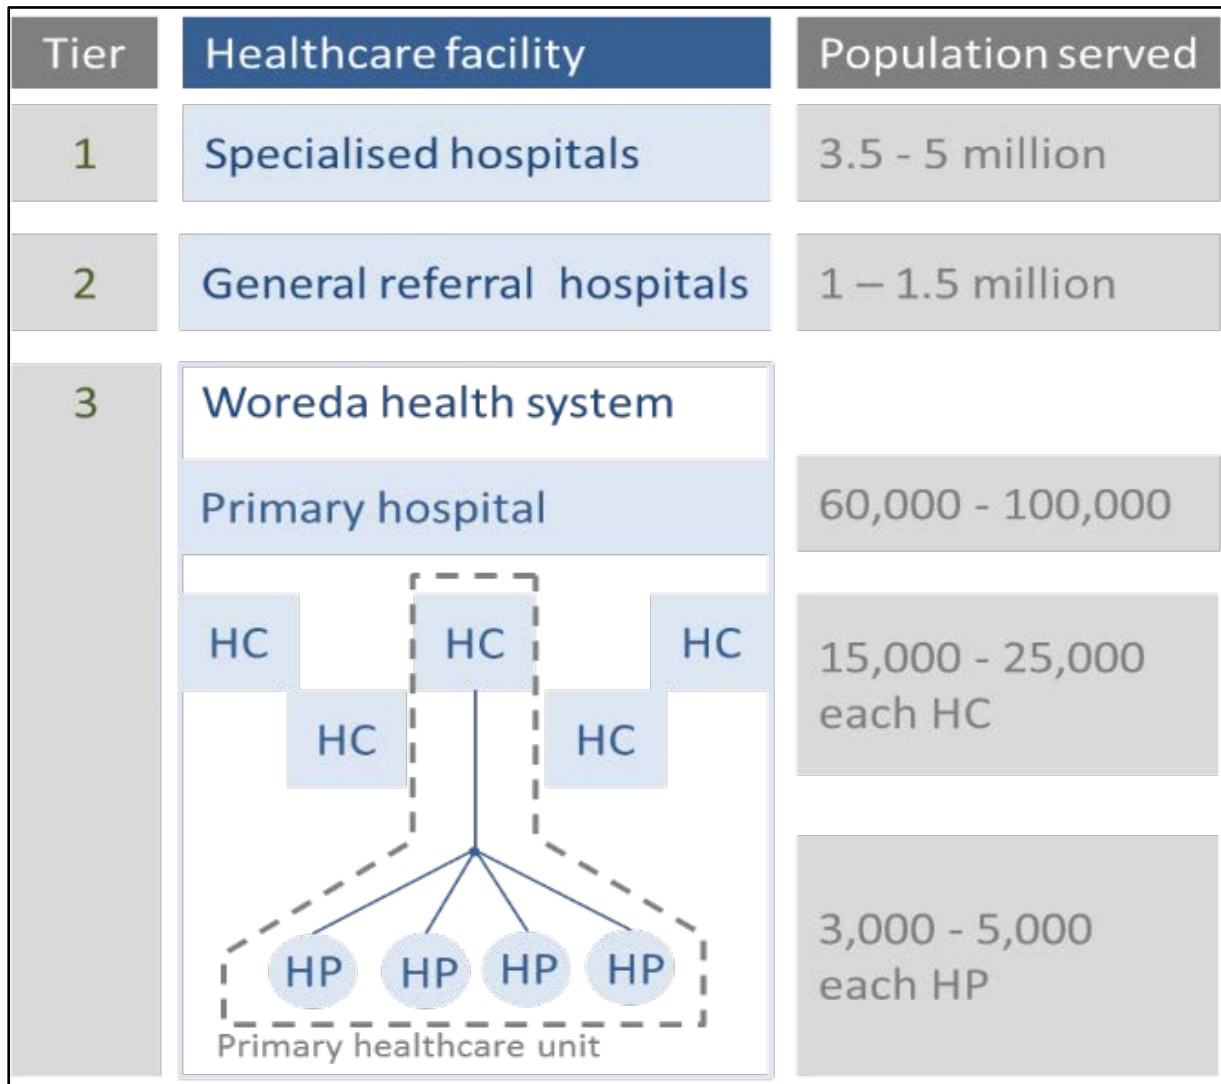 Tier
Healthcare facility
Population served
1
Specialised hospitals
3.5 - 5 million
2
General referral hospitals
1 – 1.5 million
3
Woreda health system
Primary hospital
60,000 - 100,000
HC
HC
HC
HC
HC
15,000 - 25,000
each HC
HP
HP
HP
HP
3,000 - 5,000
each HP
Primary healthcare unit